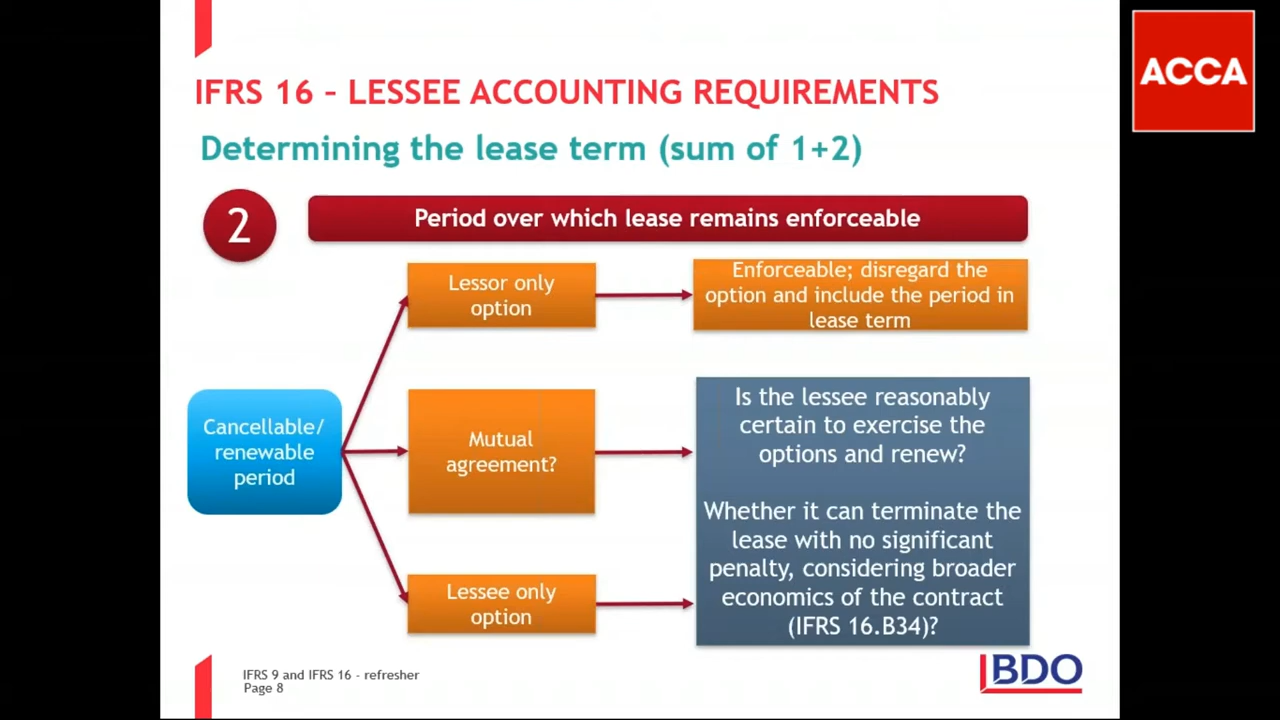 ACCA
IFRS 16 – LESSEE ACCOUNTING REQUIREMENTS
Determining the lease term (sum of 1+2)
2
Period over which lease remains enforceable
Lessor only
option
Enforceable; disregard the
option and include the period in
lease term
Cancellable/
renewable
period
Mutual
agreement?
Is the lessee reasonably
certain to exercise the
options and renew?
Whether it can terminate the
lease with no significant
penalty, considering broader
economics of the contract
(IFRS 16.B34)?
Lessee only
option
IFRS 9 and IFRS 16 - refresher
Page 8
BDO